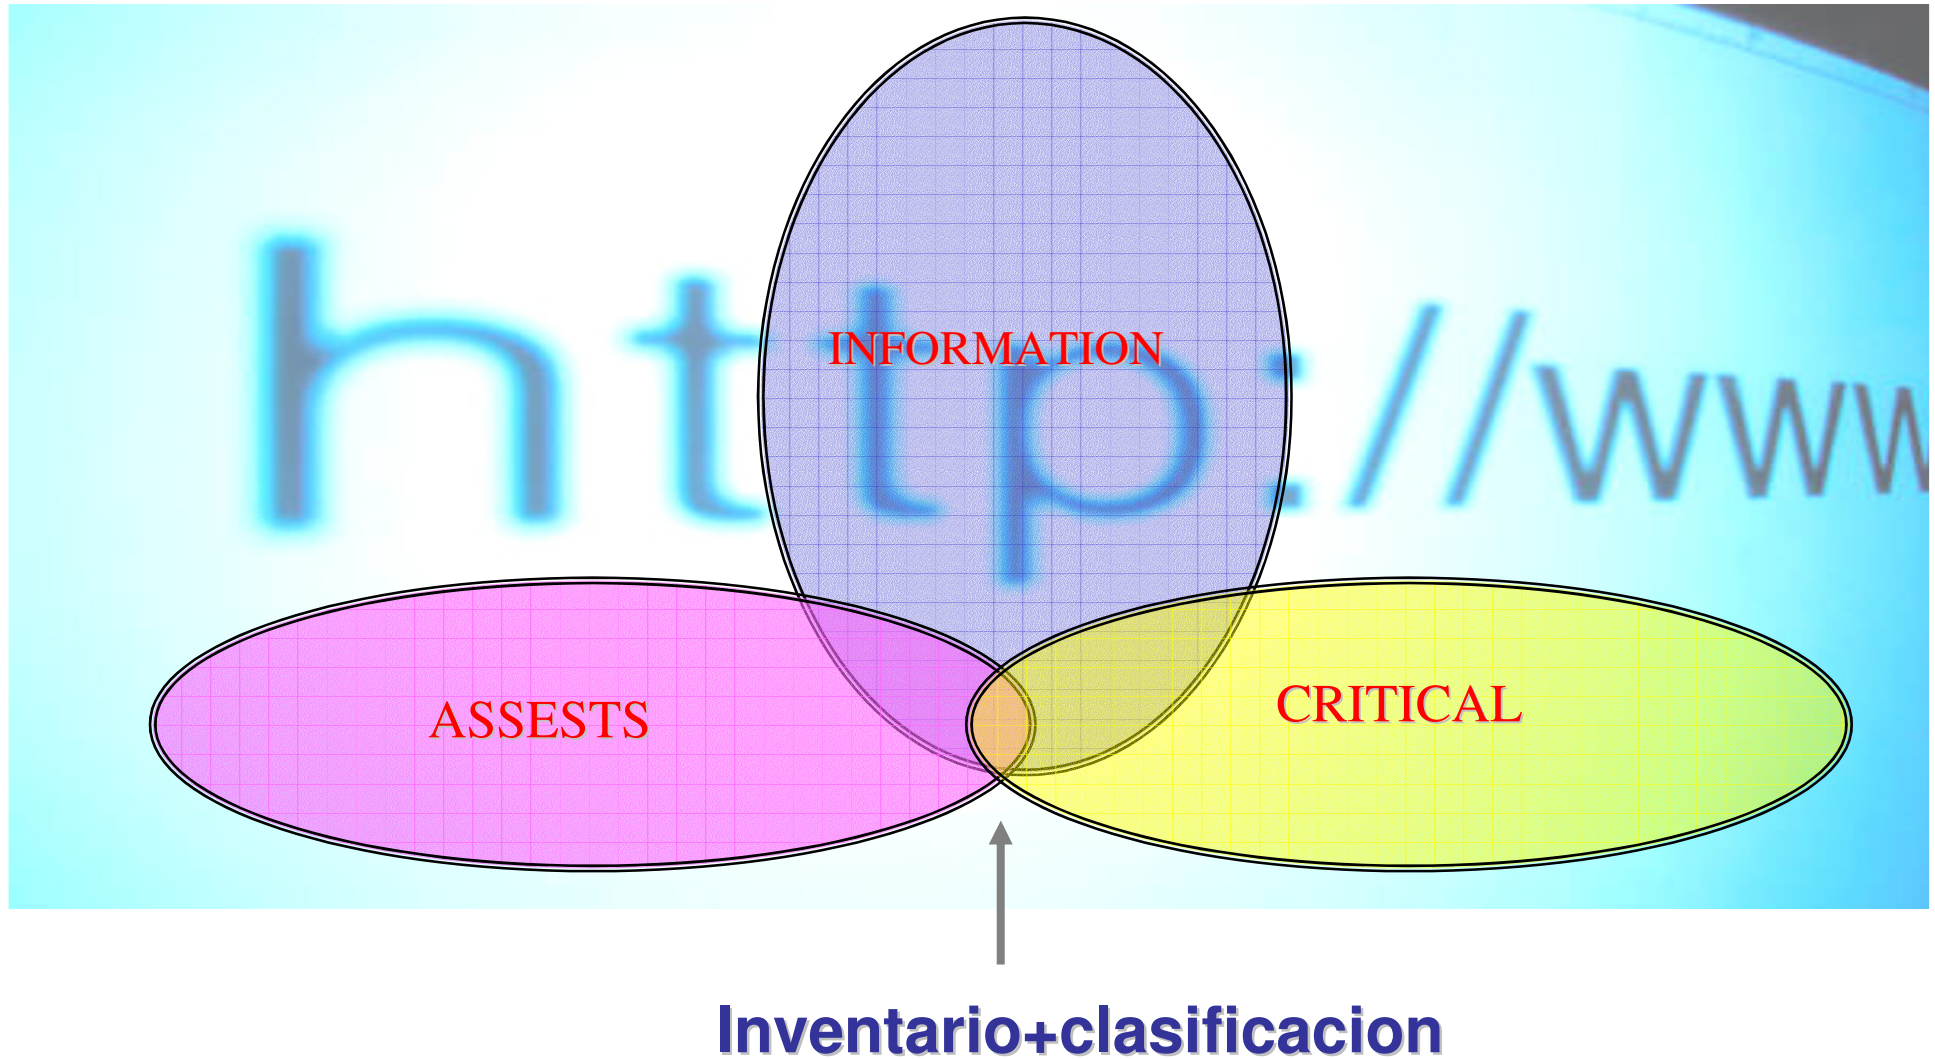 INFORMATION
http://www
ASSESTS
CRITICAL
Inventario+clasificacion